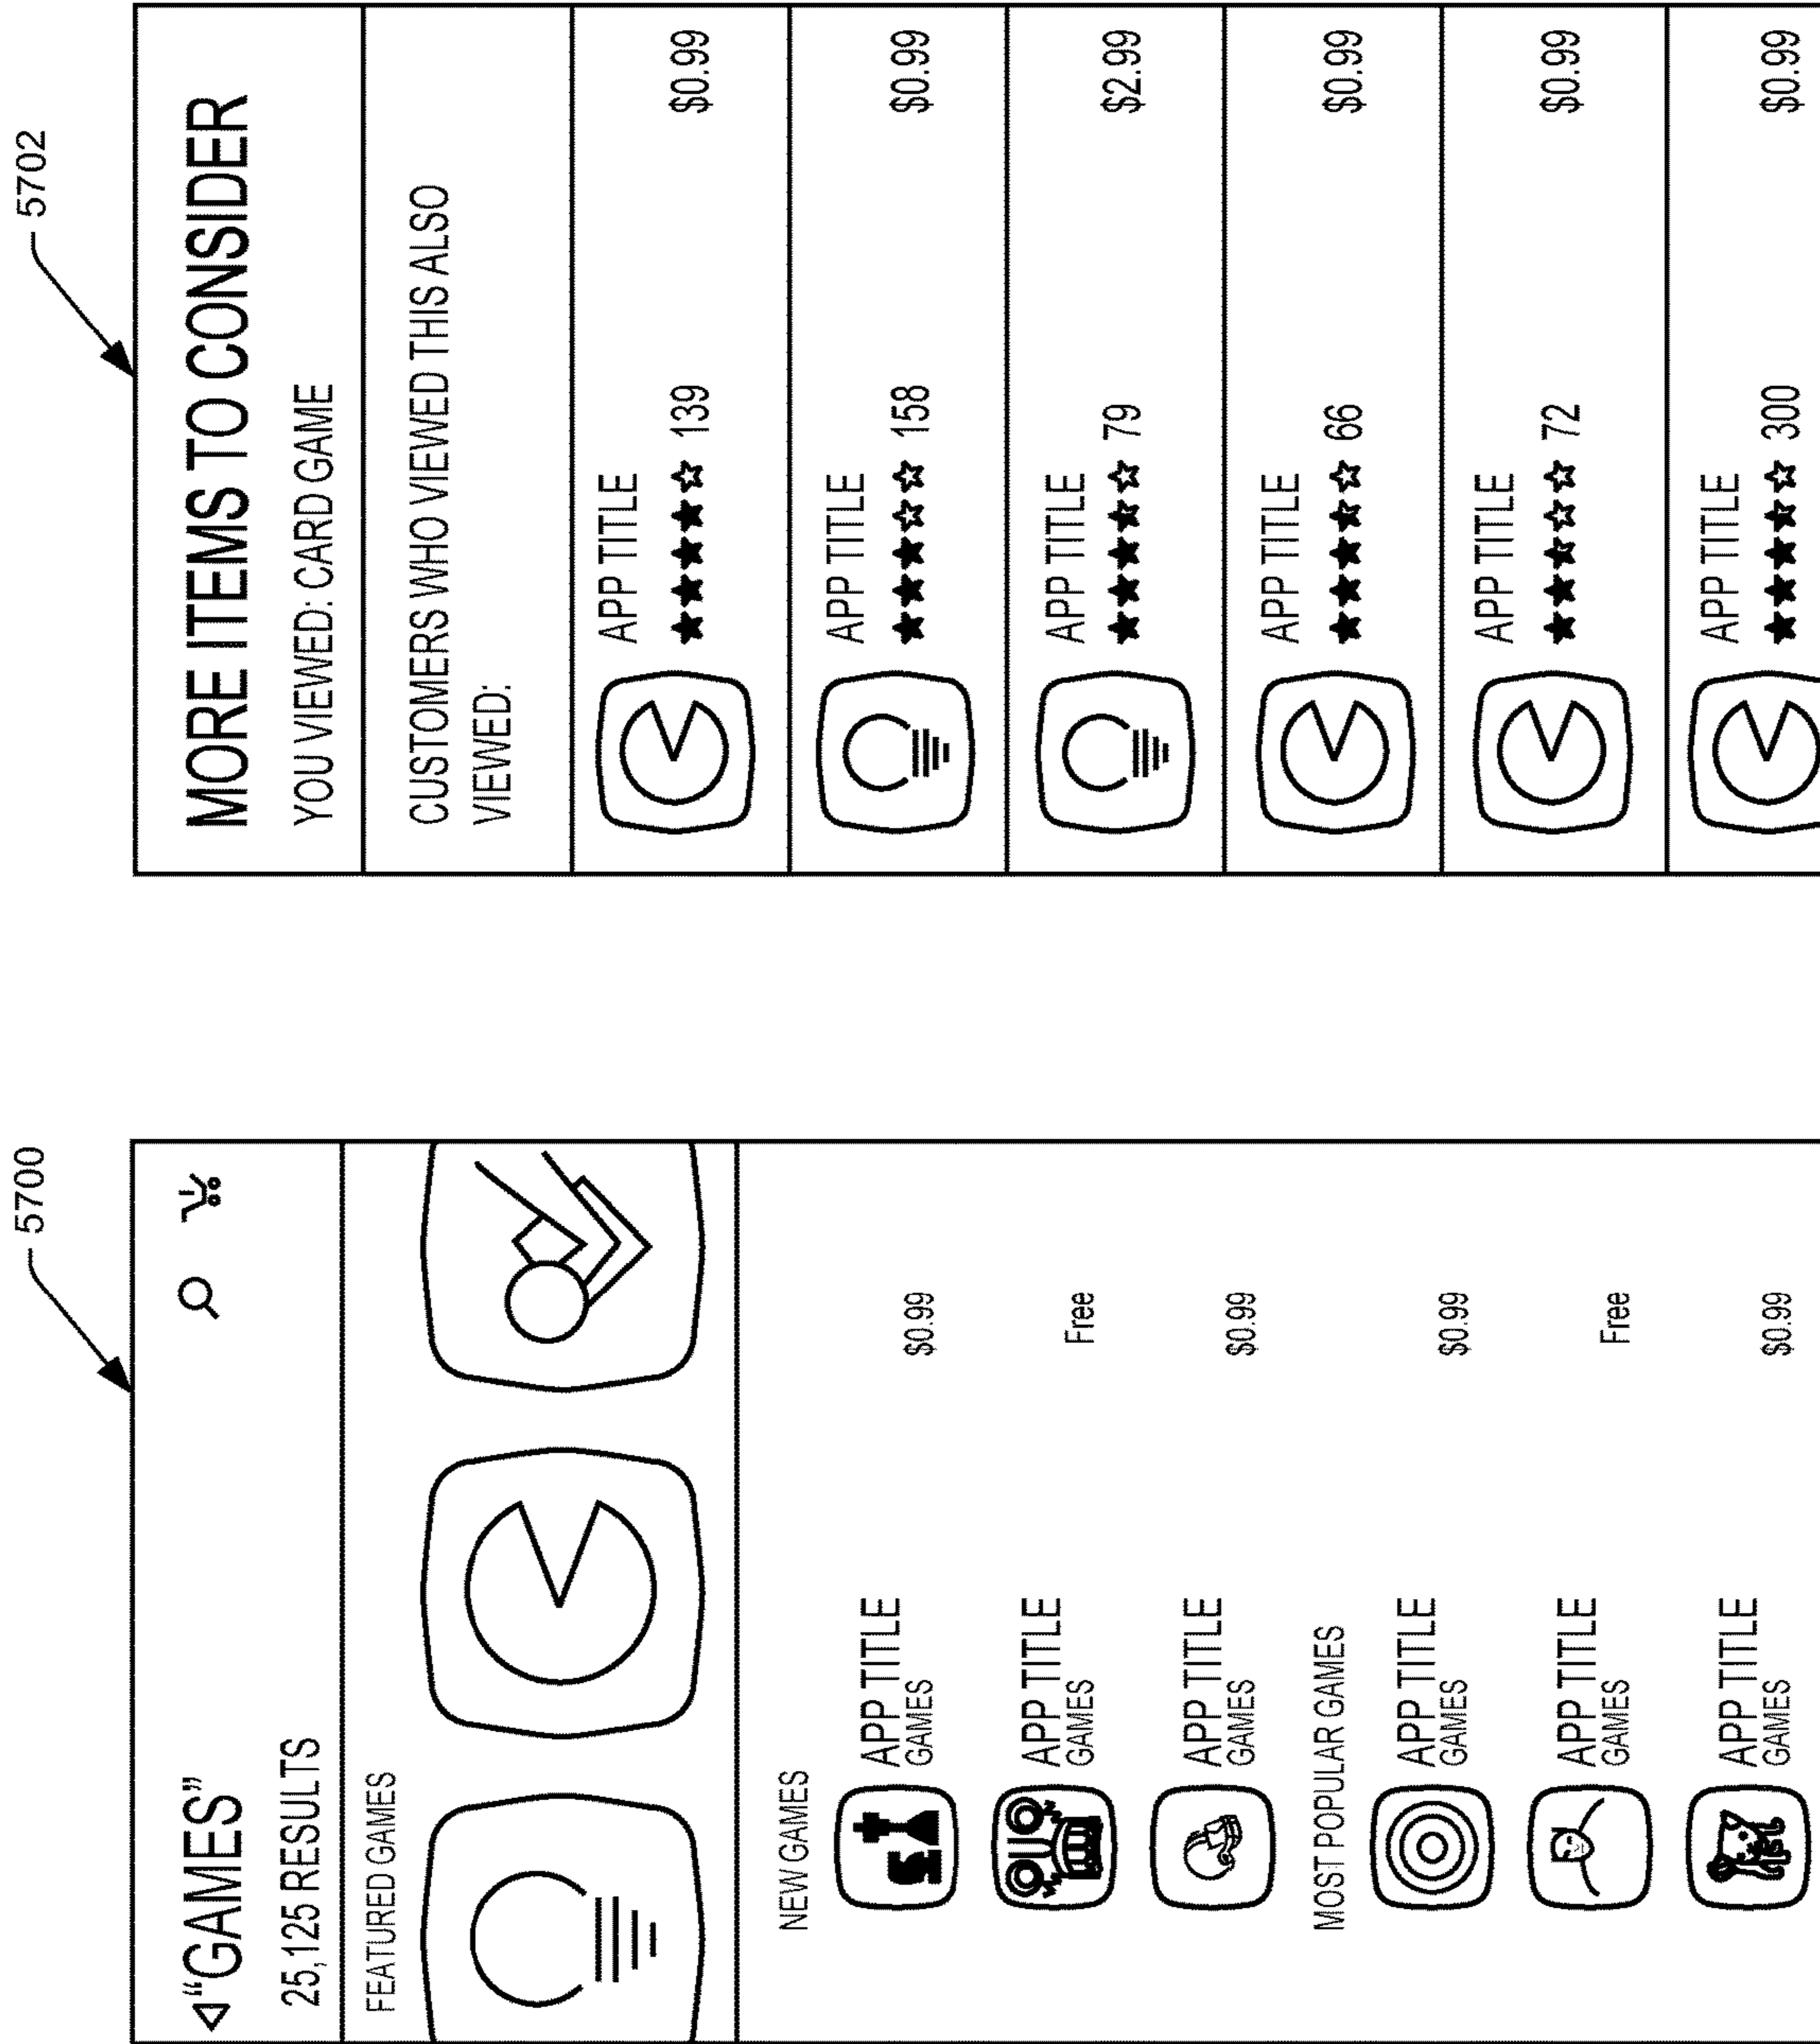 5700
◁"GAMES"
25,125 RESULTS
FEATURED GAMES
NEW GAMES
APP TITLE $0.99
GAMES
APP TITLE Free
GAMES
APP TITLE $0.99
GAMES
MOST POPULAR GAMES
APP TITLE $0.99
GAMES
APP TITLE Free
GAMES
APP TITLE $0.99
GAMES
5702
MORE ITEMS TO CONSIDER
YOU VIEWED: CARD GAME
CUSTOMERS WHO VIEWED THIS ALSO
VIEWED:
APP TITLE
139 $0.99
APP TITLE
158 $0.99
APP TITLE
79 $2.99
APP TITLE
66 $0.99
APP TITLE
72 $0.99
APP TITLE
300 $0.99